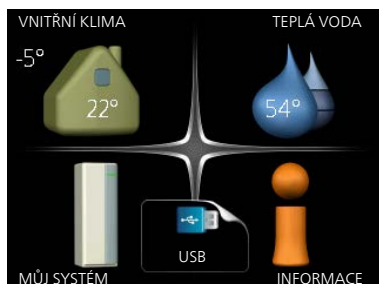 VNITŘNÍ KLIMA
TEPLÁ VODA
-5°
22°
54°
USB
MŮJ SYSTÉM
INFORMACE